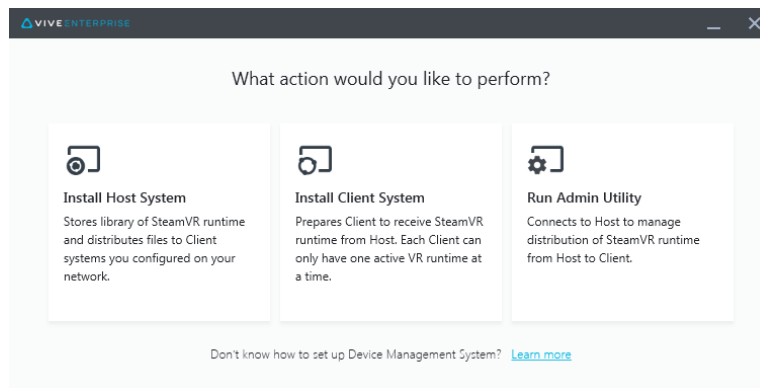 VIVE ENTERPRISE
What action would you like to perform?
Install Host System
Stores library of SteamVR runtime
and distributes files to Client
systems you configured on your
network.
Install Client System
Prepares Client to receive SteamVR
runtime from Host. Each Client can
only have one active VR runtime at
a time.
Run Admin Utility
Connects to Host to manage
distribution of SteamVR runtime
from Host to Client.
Don't know how to set up Device Management System? Learn more